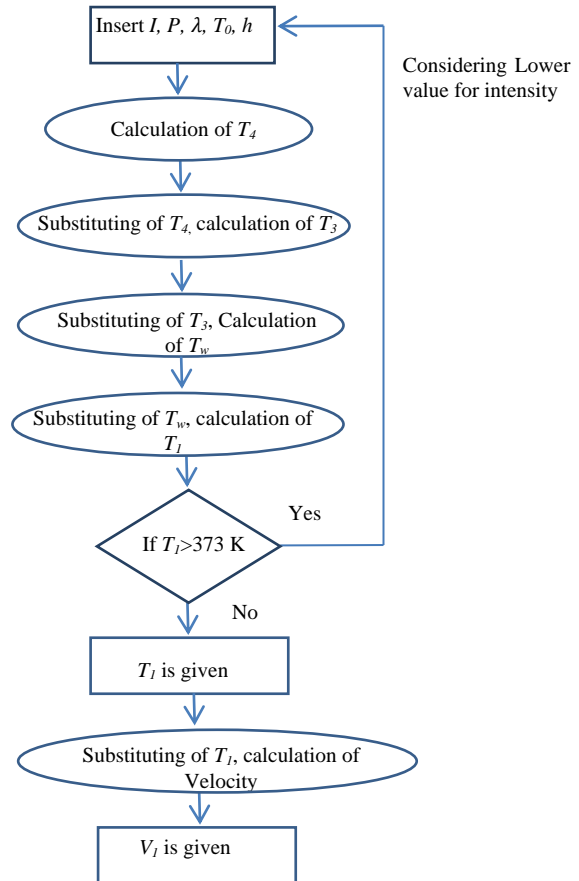 Insert I, P, λ, T0, h
Considering Lower
value for intensity
Calculation of T4
Substituting of T4, calculation of T3
Substituting of T3, Calculation
of Tw
Substituting of Tw, calculation of
T1
Yes
If T1>373 K
No
T1 is given
Substituting of T1, calculation of
Velocity
V1 is given